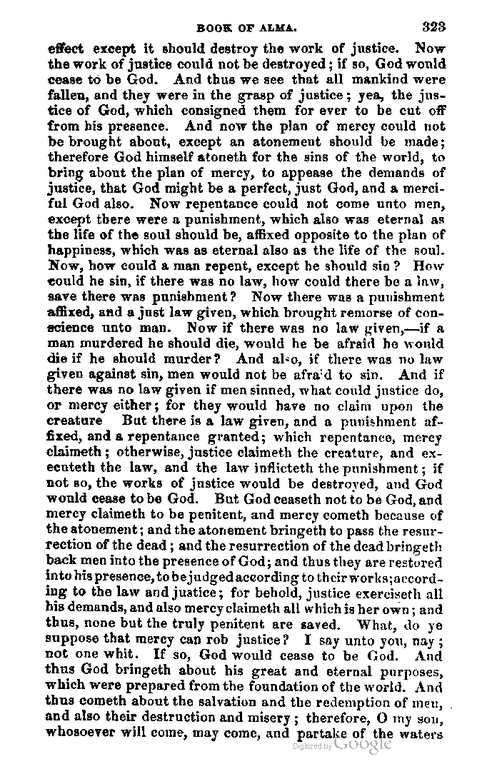 BOOK OF ALMA. 323
effect except it should destroy the work of justice. Now
the work of justice could not be destroyed; if so, God would
cease to be God. And thus we see that all mankind were
fallen, and they were in the grasp of justice; yea, the jus-
tice of God, which consigned them for ever to be cut off
from his presence. And now the plan of mercy could not
be brought about, except an atonement should be made;
therefore God himself atoneth for the sins of the world, to
bring about the plan of mercy, to appease the demands of
justice, that God might be a perfect, just God, and a merci-
ful God also. Now repentance could not come unto men,
except there were a punishment, which also was eternal as
the life of the soul should be, affixed opposite to the plan of
happiness, which was as eternal also as the life of the soul.
Now, how could a man repent, except he should sin? How
could he sin, if there was no law, how could there be a law,
save there was punishment? Now there was a punishment
affixed, and a just law given, which brought remorse of con-
science unto man. Now if there was no law given,—if a
man murdered he should die, would he be afraid he would
die if he should murder? And also, if there was no law
given against sin, men would not be afraid to sin. And if
there was no law given if men sinned, what could justice do,
or mercy either; for they would have no claim upon the
creature But there is a law given, and a punishment af-
fixed, and a repentance granted; which repentance, mercy
claimeth; otherwise, justice claimeth the creature, and ex-
ecuteth the law, and the law inflicteth the punishment; if
not so, the works of justice would be destroyed, and God
would cease to be God. But God ceaseth not to be God, and
mercy claimeth to be penitent, and mercy cometh because of
the atonement; and the atonement bringeth to pass the resur-
rection of the dead; and the resurrection of the dead bringeth
back men into the presence of God; and thus they are restored
into his presence, to be judged according to their works; accord-
ing to the law and justice; for behold, justice exerciseth all
his demands, and also mercy claimeth all which is her own; and
thus, none but the truly penitent are saved. What, do ye
suppose that mercy can rob justice? I say unto you, nay;
not one whit. If so, God would cease to be God. And
thus God bringeth about his great and eternal purposes,
which were prepared from the foundation of the world. And
thus cometh about the salvation and the redemption of men,
and also their destruction and misery; therefore, O my son,
whosoever will come, may come, and partake of the waters
Digitized by Google